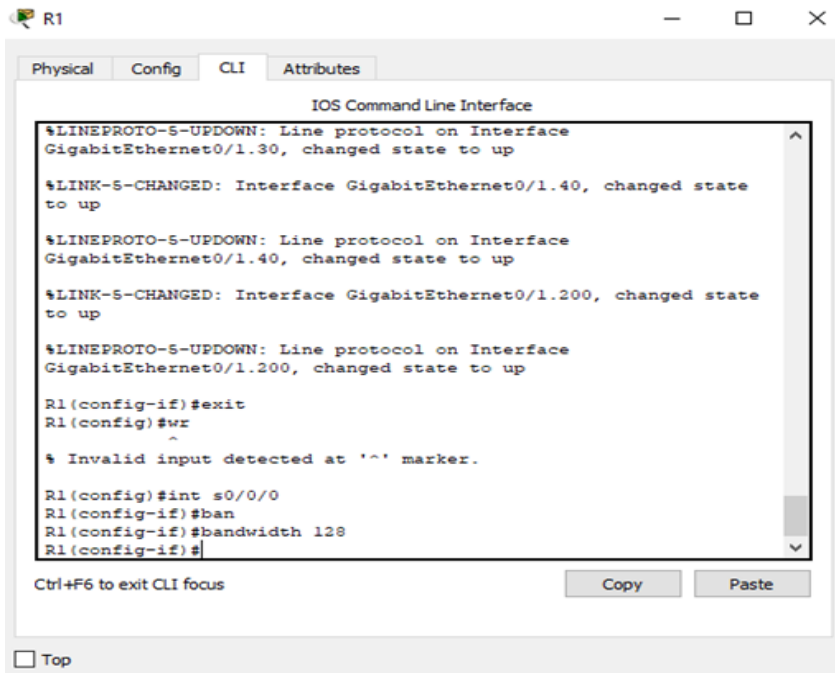 R1
Physical Config CLI Attributes
IOS Command Line Interface
%LINEPROTO-5-UPDOWN: Line protocol on Interface
GigabitEthernet0/1.30, changed state to up
%LINK-5-CHANGED: Interface GigabitEthernet0/1.40, changed state
to up
%LINEPROTO-5-UPDOWN: Line protocol on Interface
GigabitEthernet0/1.40, changed state to up
%LINK-5-CHANGED: Interface GigabitEthernet0/1.200, changed state
to up
%LINEPROTO-5-UPDOWN: Line protocol on Interface
GigabitEthernet0/1.200, changed state to up
R1(config-if)#exit
R1(config)#wr
^
% Invalid input detected at '^' marker.
R1(config)#int s0/0/0
R1(config-if)#ban
R1(config-if)#bandwidth 128
R1(config-if)#
Ctrl+F6 to exit CLI focus
Copy Paste
Top